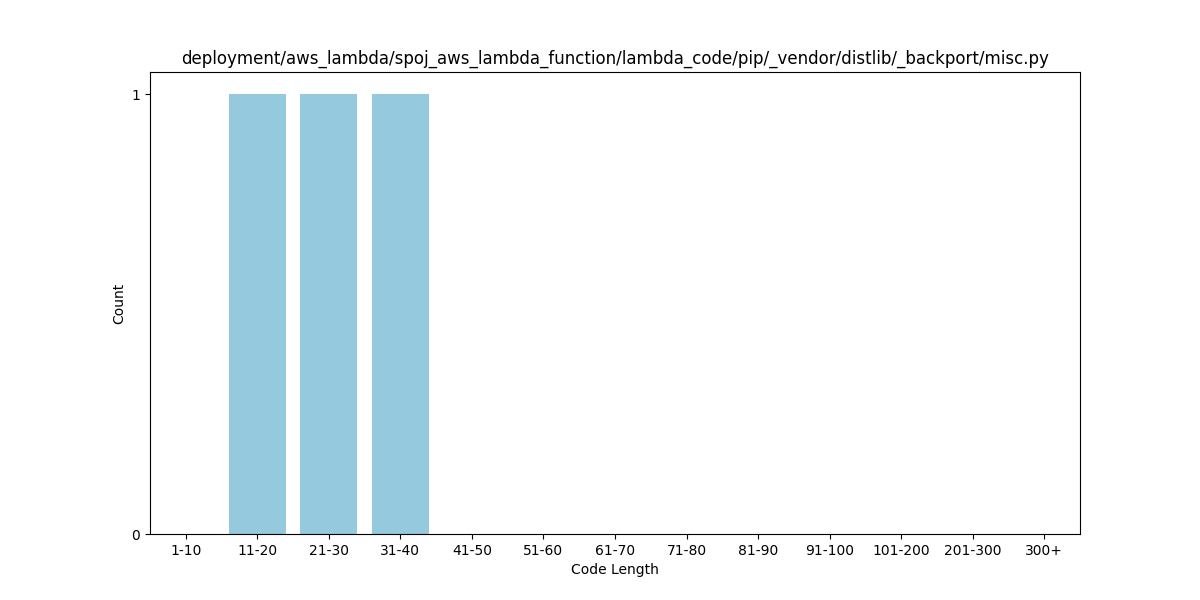 deployment/aws_lambda/spoj_aws_lambda_function/lambda_code/pip/_vendor/distlib/_backport/misc.py
1
Count
0
1-10 11-20 21-30 31-40 41-50 51-60 61-70 71-80 81-90 91-100 101-200 201-300 300+
Code Length